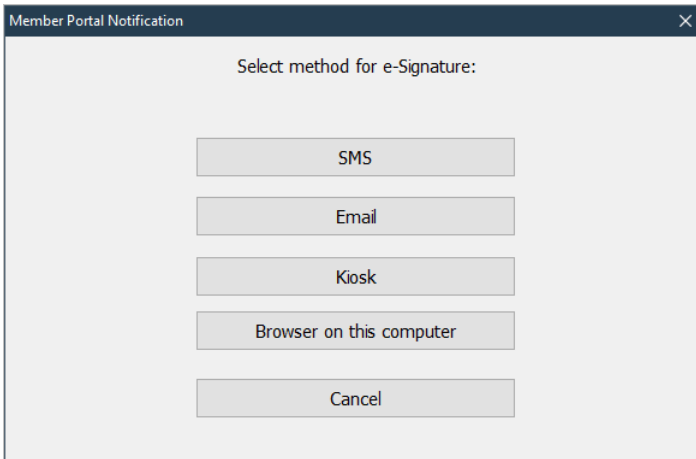 Member Portal Notification
Select method for e-Signature:
SMS
Email
Kiosk
Browser on this computer
Cancel